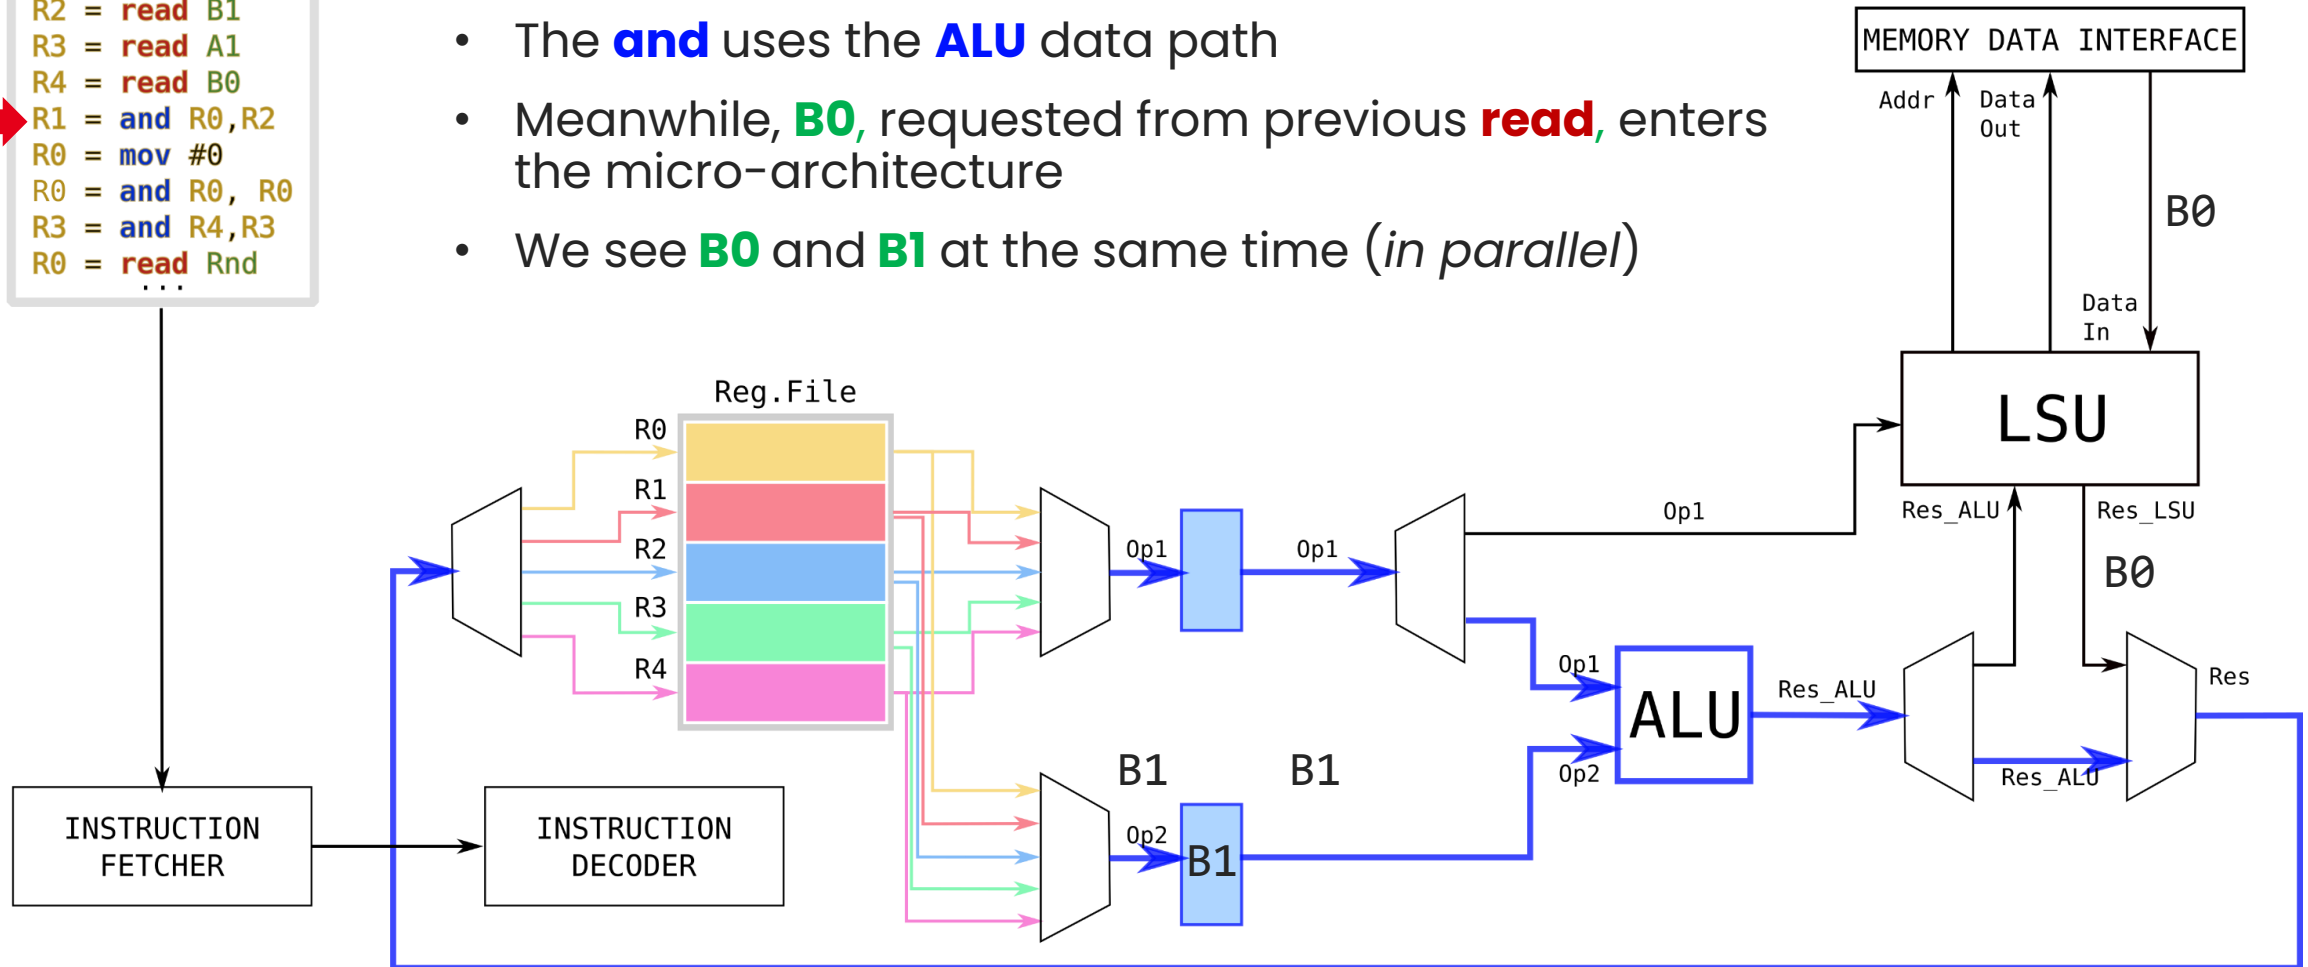 R2 = read B1
R3 = read A1
R4 = read B0
R1 = and R0,R2
R0 = mov #0
R0 = and R0, R0
R3 = and R4,R3
R0 = read Rnd
...
• The and uses the ALU data path
• Meanwhile, B0, requested from previous read, enters
the micro-architecture
• We see B0 and B1 at the same time (in parallel)
MEMORY DATA INTERFACE
Addr
Data
Out
B0
Data
In
LSU
Reg.File
R0
R1
R2
R3
R4
Op1
Op1
Op1
Res_ALU
Res_LSU
B0
Op1
ALU
Op2
Res_ALU
Res_ALU
Res
B1
B1
Op2
B1
INSTRUCTION
FETCHER
INSTRUCTION
DECODER